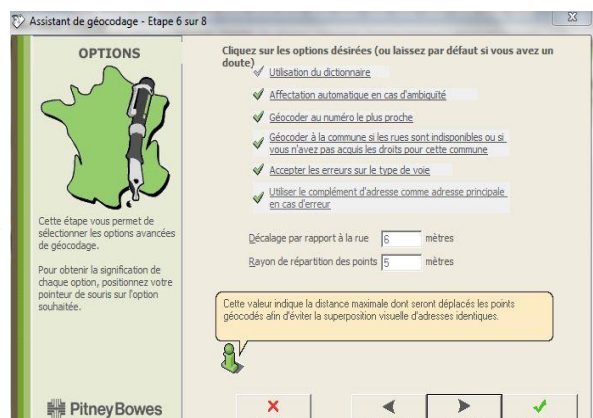 Assistant de géocodage - Etape 6 sur 8
OPTIONS
Cette étape vous permet de
sélectionner les options avancées
de géocodage.
Pour obtenir la signification de
chaque option, positionnez votre
pointeur de souris sur l'option
souhaitée.
Pitney Bowes
Cliquez sur les options désirées (ou laissez par défaut si vous avez un
doute)
Utilisation du dictionnaire
Affectation automatique en cas d'ambiguïté
Géocoder au numéro le plus proche
Géocoder à la commune si les rues sont indisponibles ou si
vous n'avez pas acquis les droits pour cette commune
Accepter les erreurs sur le type de voie
Utiliser le complément d'adresse comme adresse principale
en cas d'erreur
Décalage par rapport à la rue 6 mètres
Rayon de répartition des points 5 mètres
Cette valeur indique la distance maximale dont seront déplacés les points
géocodés afin d'éviter la superposition visuelle d'adresses identiques.